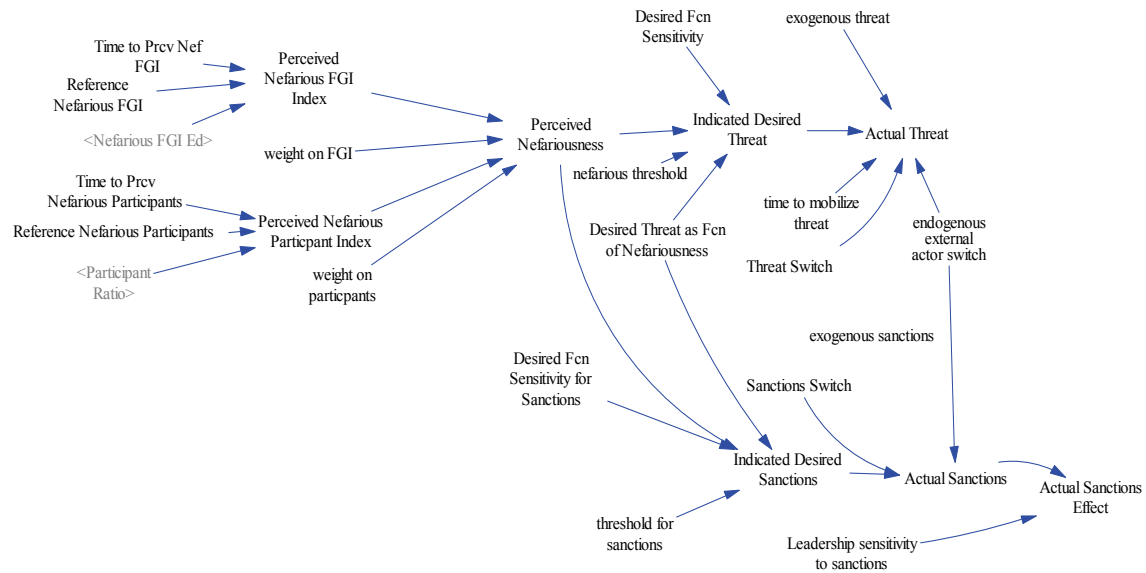 Desired Fcn
Sensitivity
exogenous threat
Time to Prcv Nef
FGI
Perceived
Nefarious FGI
Index
Reference
Nefarious FGI
<Nefarious FGI Ed>
weight on FGI
Perceived
Nefariousness
Indicated Desired
Threat
Actual Threat
nefarious threshold
Time to Prcv
Nefarious Participants
Reference Nefarious Participants
Perceived Nefarious
Particpant Index
<Participant
Ratio>
weight on
particpants
Desired Threat as Fcn
of Nefariousness
time to mobilize
threat
Threat Switch
endogenous
external
actor switch
exogenous sanctions
Desired Fcn
Sensitivity for
Sanctions
Sanctions Switch
Indicated Desired
Sanctions
Actual Sanctions
Actual Sanctions
Effect
threshold for
sanctions
Leadership sensitivity
to sanctions